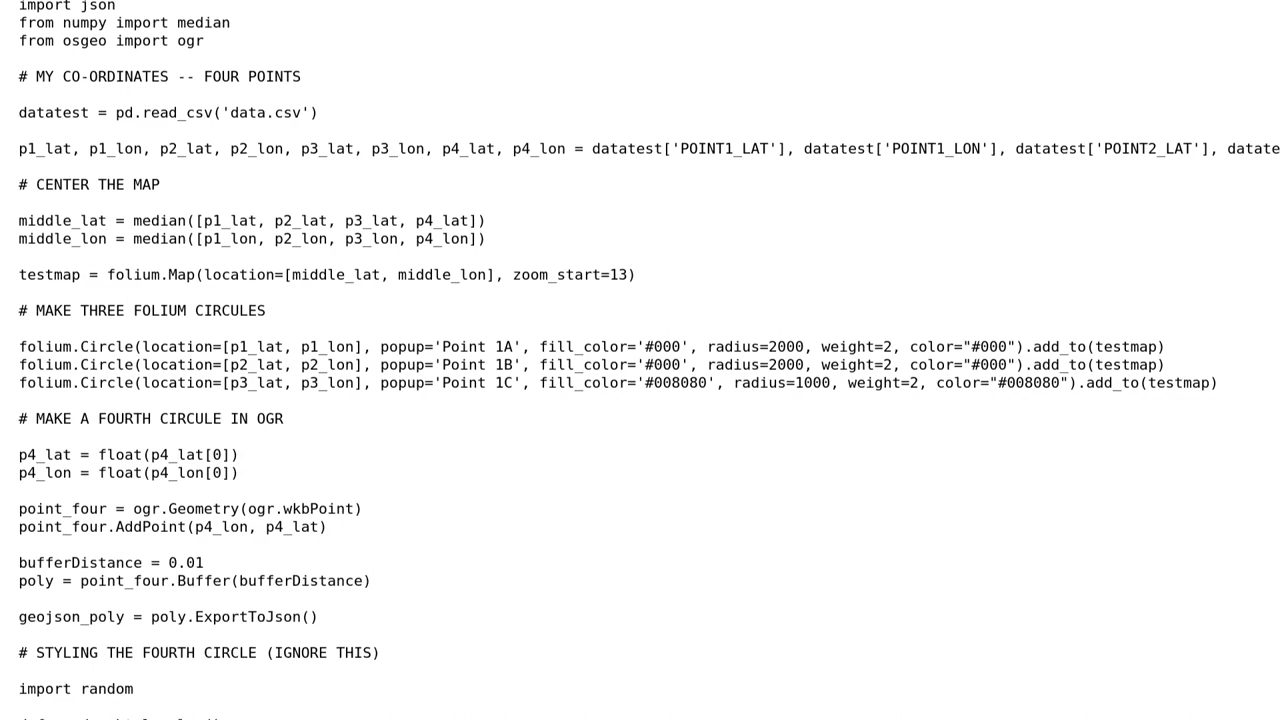 import json
from numpy import median
from osgeo import ogr
# MY CO-ORDINATES -- FOUR POINTS
datatest = pd.read_csv('data.csv')
p1_lat, p1_lon, p2_lat, p2_lon, p3_lat, p3_lon, p4_lat, p4_lon = datatest['POINT1_LAT'], datatest['POINT1_LON'], datatest['POINT2_LAT'], datate
# CENTER THE MAP
middle_lat = median([p1_lat, p2_lat, p3_lat, p4_lat])
middle_lon = median([p1_lon, p2_lon, p3_lon, p4_lon])
testmap = folium.Map(location=[middle_lat, middle_lon], zoom_start=13)
# MAKE THREE FOLIUM CIRCULES
folium.Circle(location=[p1_lat, p1_lon], popup='Point 1A', fill_color='#000', radius=2000, weight=2, color="#000").add_to(testmap)
folium.Circle(location=[p2_lat, p2_lon], popup='Point 1B', fill_color='#000', radius=2000, weight=2, color="#000").add_to(testmap)
folium.Circle(location=[p3_lat, p3_lon], popup='Point 1C', fill_color='#008080', radius=1000, weight=2, color="#008080").add_to(testmap)
# MAKE A FOURTH CIRCULE IN OGR
p4_lat = float(p4_lat[0])
p4_lon = float(p4_lon[0])
point_four = ogr.Geometry(ogr.wkbPoint)
point_four.AddPoint(p4_lon, p4_lat)
bufferDistance = 0.01
poly = point_four.Buffer(bufferDistance)
geojson_poly = poly.ExportToJson()
# STYLING THE FOURTH CIRCLE (IGNORE THIS)
import random